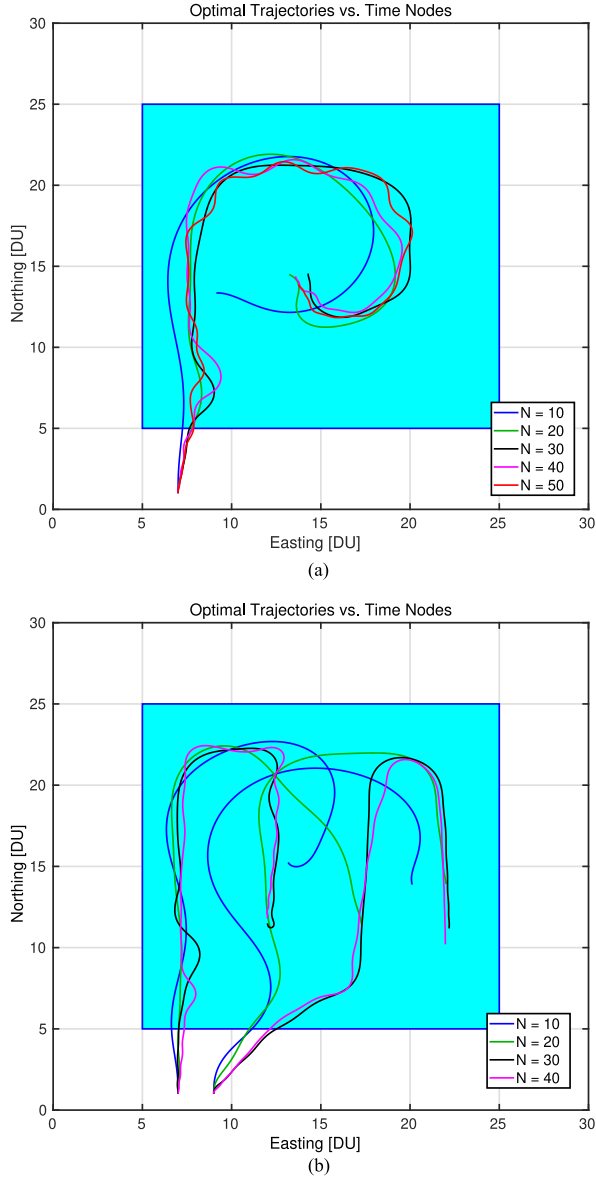 Optimal Trajectories vs. Time Nodes
30
25
20
15
10
5
0
Northing [DU]
N = 10
N = 20
N = 30
N = 40
N = 50
0 5 10 15 20 25 30
Easting [DU]
(a)
Optimal Trajectories vs. Time Nodes
30
25
20
15
10
5
0
Northing [DU]
N = 10
N = 20
N = 30
N = 40
0 5 10 15 20 25 30
Easting [DU]
(b)